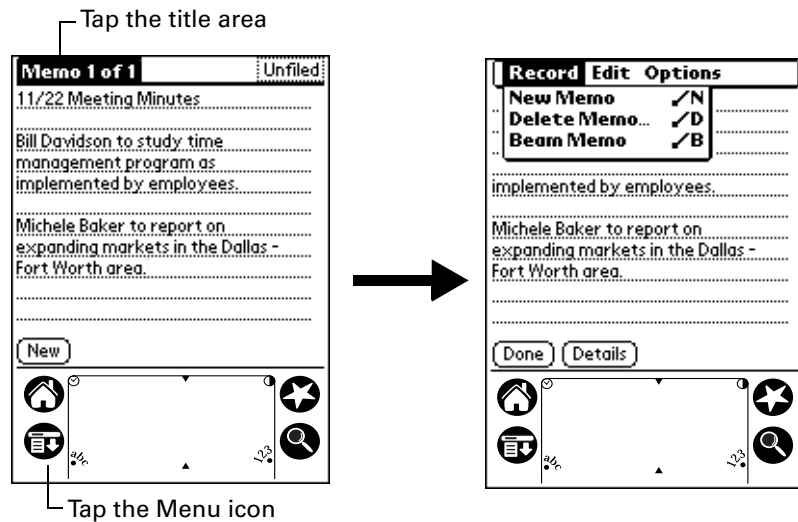 Tap the title area
Memo 1 of 1 Unfiled
11/22 Meeting Minutes
Bill Davidson to study time
management program as
implemented by employees.
Michele Baker to report on
expanding markets in the Dallas -
Fort Worth area.
New
abc 123
Tap the Menu icon
Record Edit Options
New Memo /N
Delete Memo... /D
Beam Memo /B
implemented by employees.
Michele Baker to report on
expanding markets in the Dallas -
Fort Worth area.
Done Details
abc 123